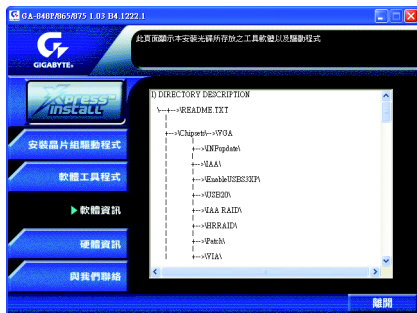 GA-848P/865/875 1.03 B4.1222.1
GIGABYTE
此頁面顯示本安裝光碟所存放之工具軟體以及驅動程式
Xpress
install
安裝晶片組驅動程式
軟體工具程式
軟體資訊
硬體資訊
與我們聯絡
I) DIRECTORY DESCRIPTION
\--+-->README.TXT
|
+-->\Chipsets\-->VGA
| +-->\INFupdate\
| +-->\IAA\
| +-->\EnableUSBS3XP\
| +-->\USB20\
| +-->\IAA RAID\
| +-->\HRRAID\
| +-->\Patch\
| +-->\VIA\
離開